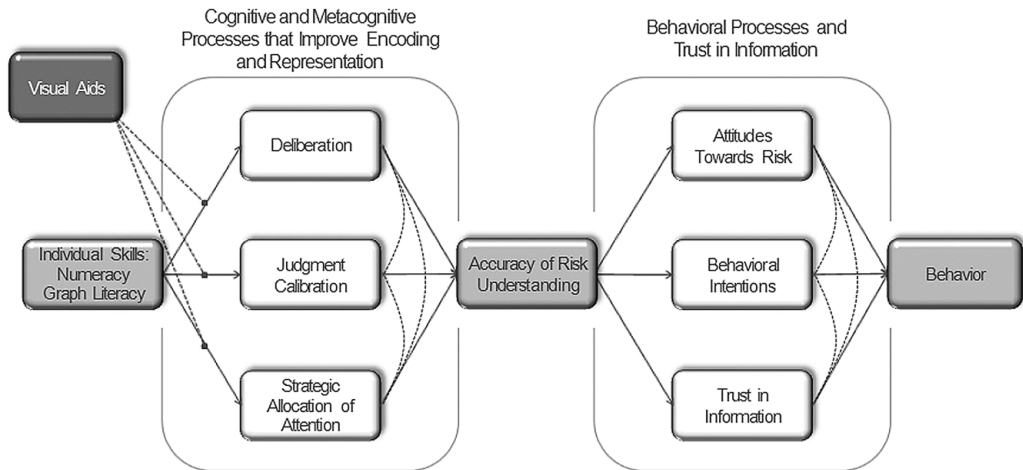 Cognitive and Metacognitive
Processes that Improve Encoding
and Representation
Behavioral Processes and
Trust in Information
Visual Aids
Deliberation
Attitudes
Towards Risk
Individual Skills:
Numeracy
Graph Literacy
Judgment
Calibration
Accuracy of Risk
Understanding
Behavioral
Intentions
Behavior
Strategic
Allocation of
Attention
Trust in
Information